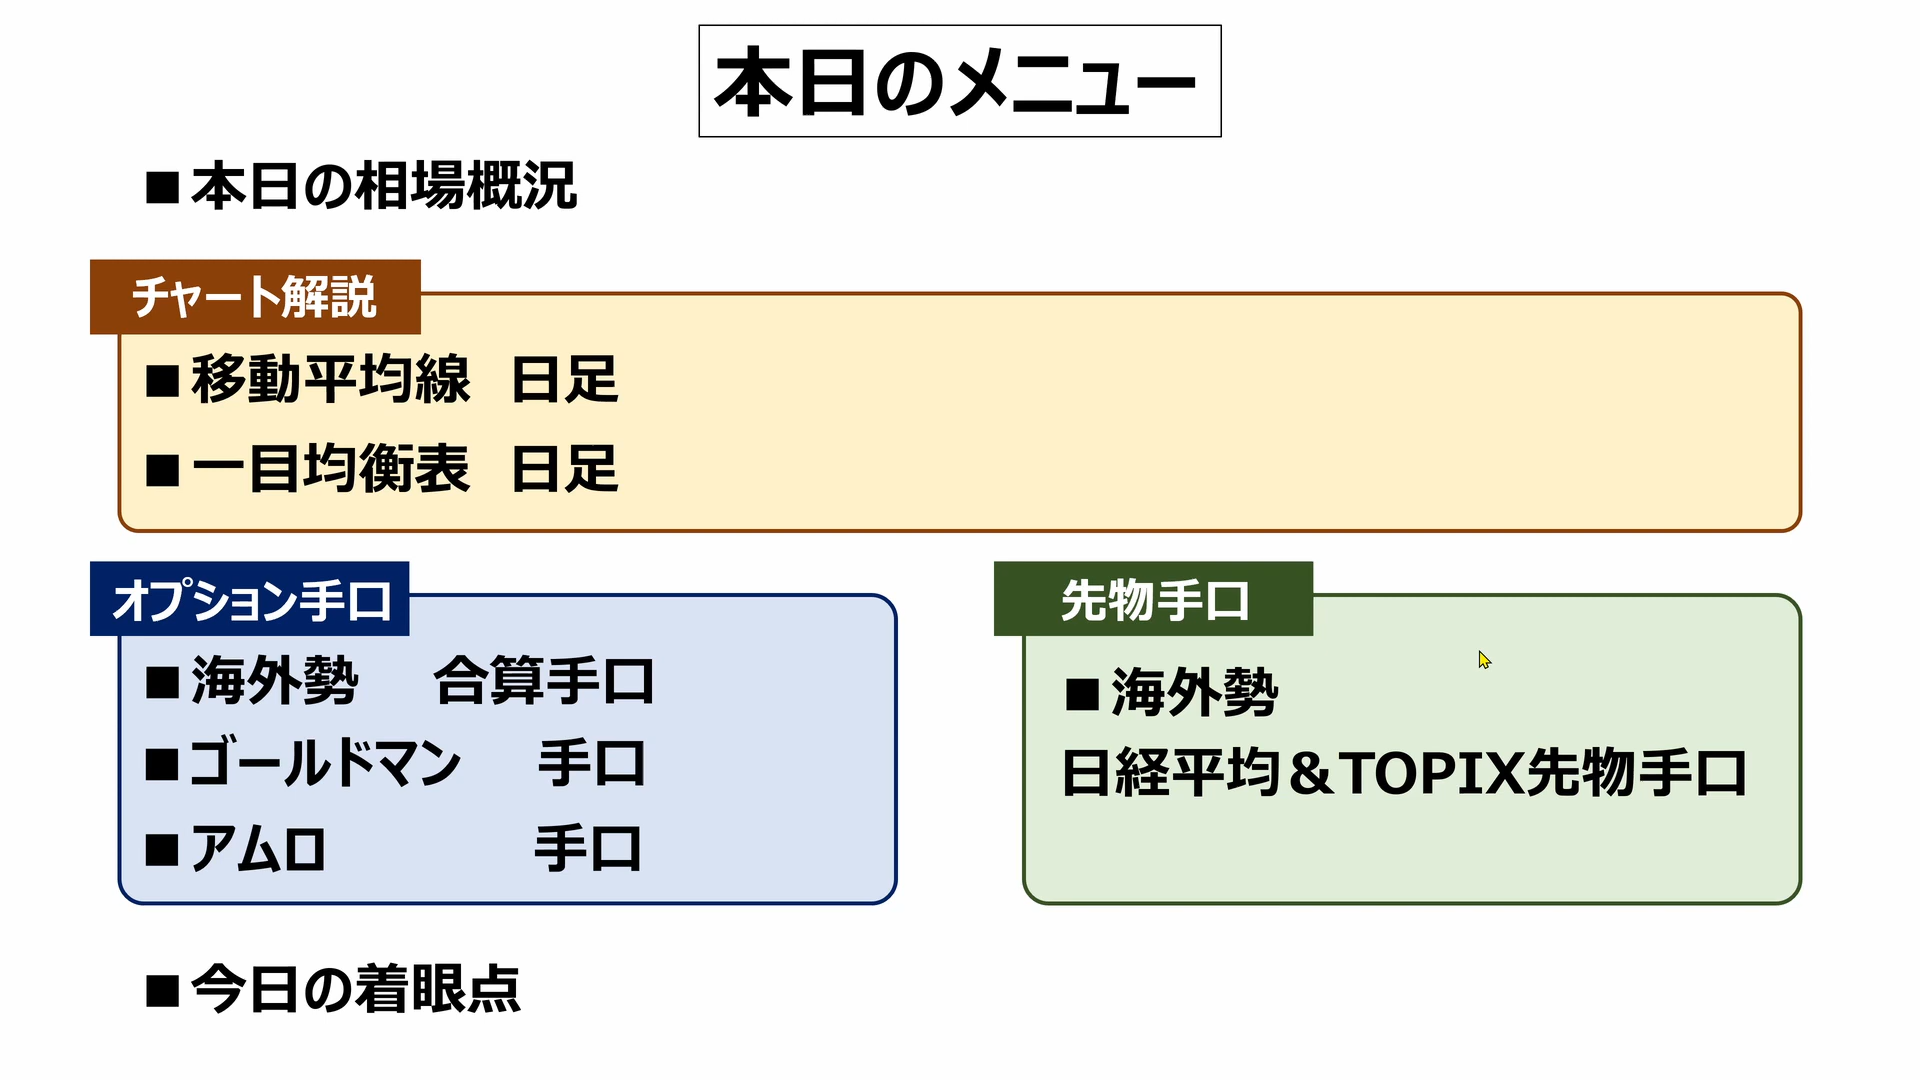 本日のメニュー
■本日の相場概況
チャート解説
■移動平均線 日足
■一目均衡表 日足
オプション手口
■海外勢 合算手口
■ゴールドマン 手口
■アムロ 手口
先物手口
■海外勢
日経平均＆TOPIX先物手口
■今日の着眼点